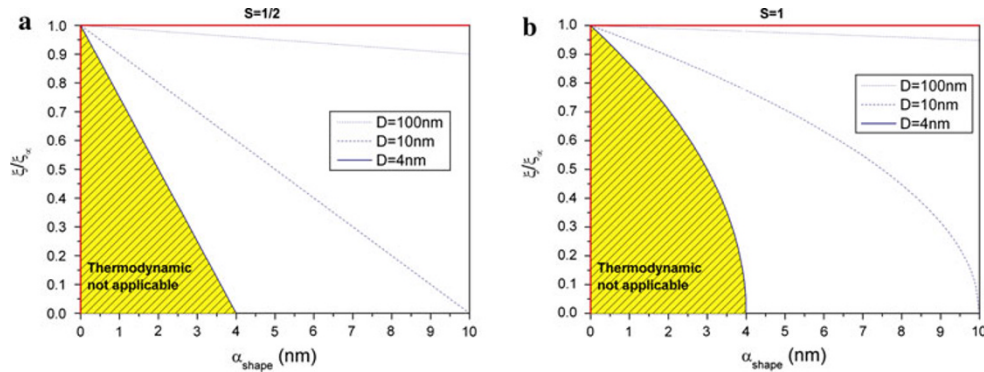 a
S=1/2
1.0
0.9
0.8
0.7
0.6
0.5
0.4
0.3
0.2
0.1
0.0
ξ/ξ∞
D=100nm
D=10nm
D=4nm
Thermodynamic
not applicable
0 1 2 3 4 5 6 7 8 9 10
αshape (nm)
b
S=1
1.0
0.9
0.8
0.7
0.6
0.5
0.4
0.3
0.2
0.1
0.0
ξ/ξ∞
D=100nm
D=10nm
D=4nm
Thermodynamic
not applicable
0 1 2 3 4 5 6 7 8 9 10
αshape (nm)